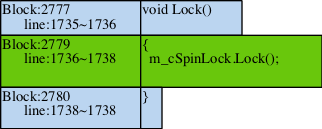 Block:2777 void Lock()
line:1735~1736
Block:2779 {
line:1736~1738 m_cSpinLock.Lock();
Block:2780 }
line:1738~1738